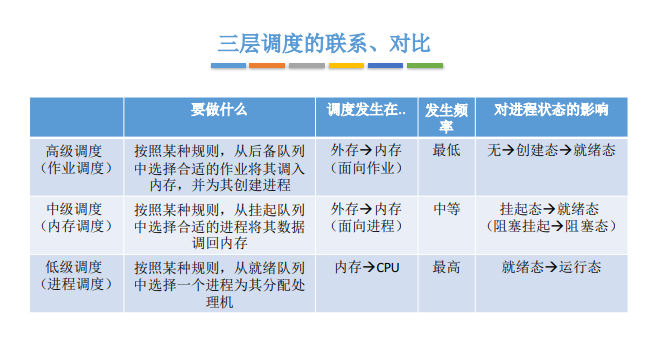 三层调度的联系、对比
要做什么
调度发生在..
发生频
率
对进程状态的影响
高级调度
（作业调度）
按照某种规则，从后备队列
中选择合适的作业将其调入
内存，并为其创建进程
外存→内存
（面向作业）
最低
无→创建态→就绪态
中级调度
（内存调度）
按照某种规则，从挂起队列
中选择合适的进程将其数据
调回内存
外存→内存
（面向进程）
中等
挂起态→就绪态
（阻塞挂起→阻塞态）
低级调度
（进程调度）
按照某种规则，从就绪队列
中选择一个进程为其分配处
理机
内存→CPU
最高
就绪态→运行态